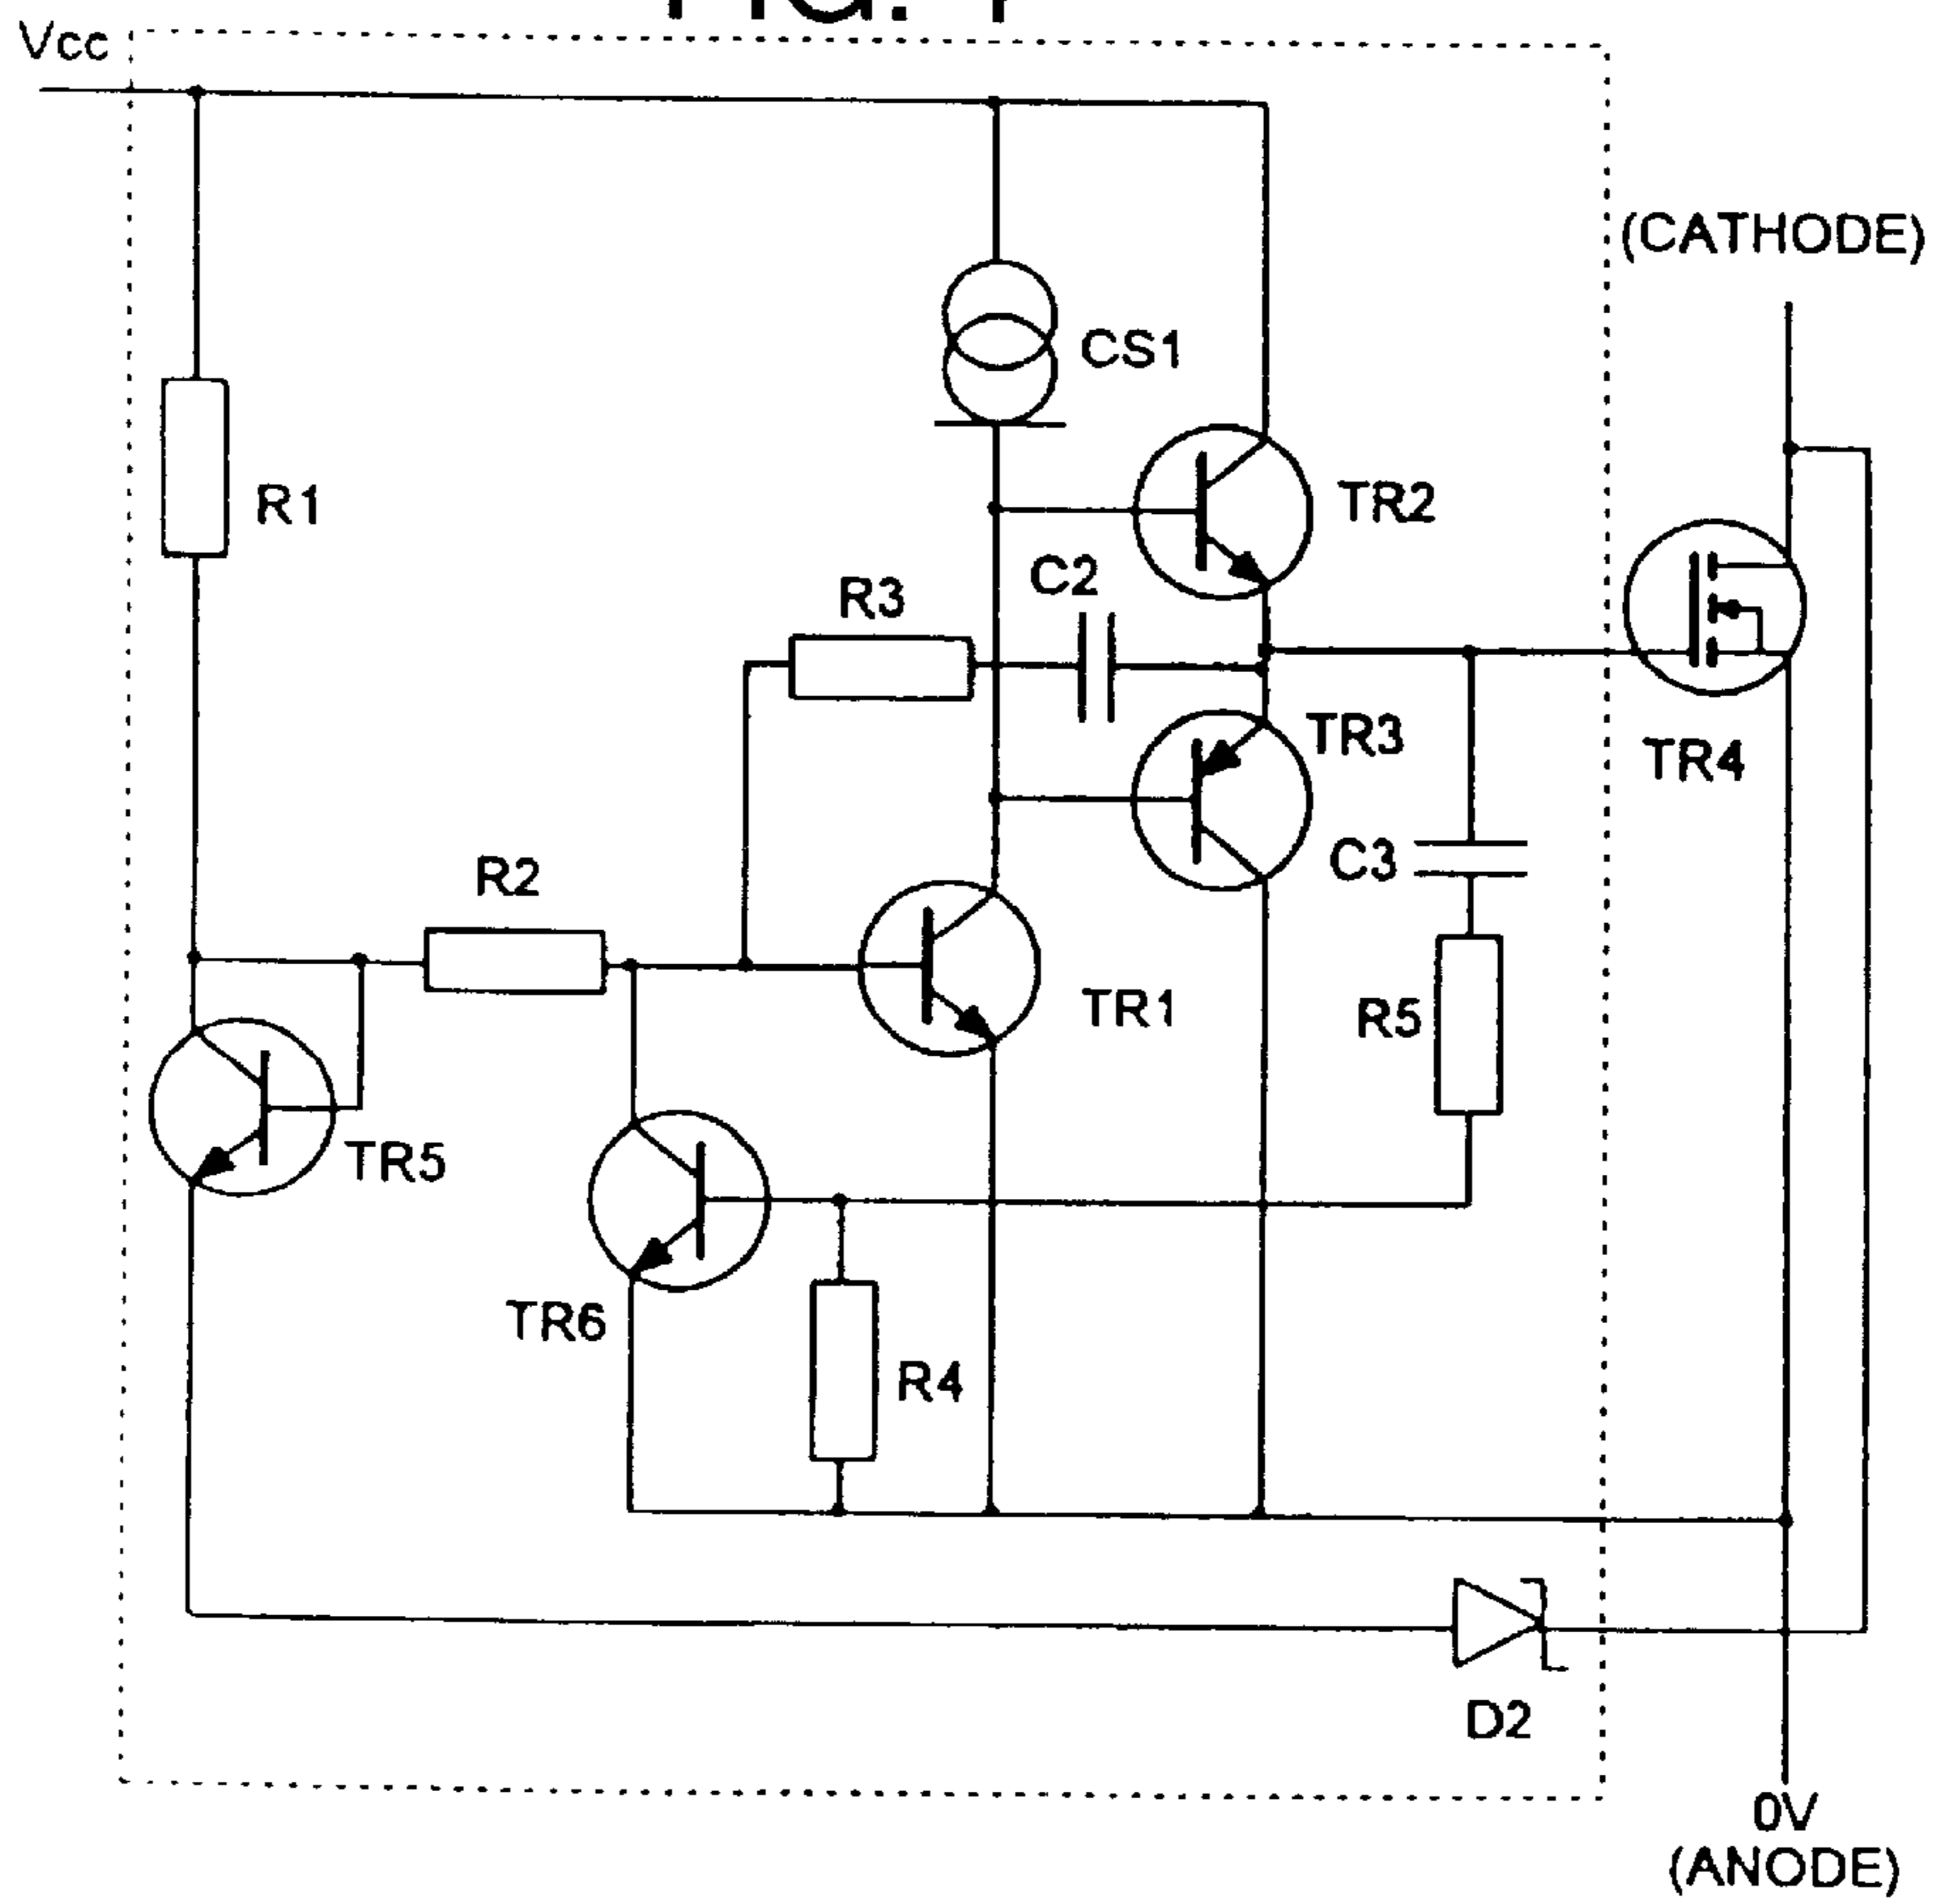 Vcc
(CATHODE)
CS1
R1
TR2
C2
R3
TR3
TR4
C3
R2
TR1
R5
TR5
TR6
R4
D2
0V
(ANODE)